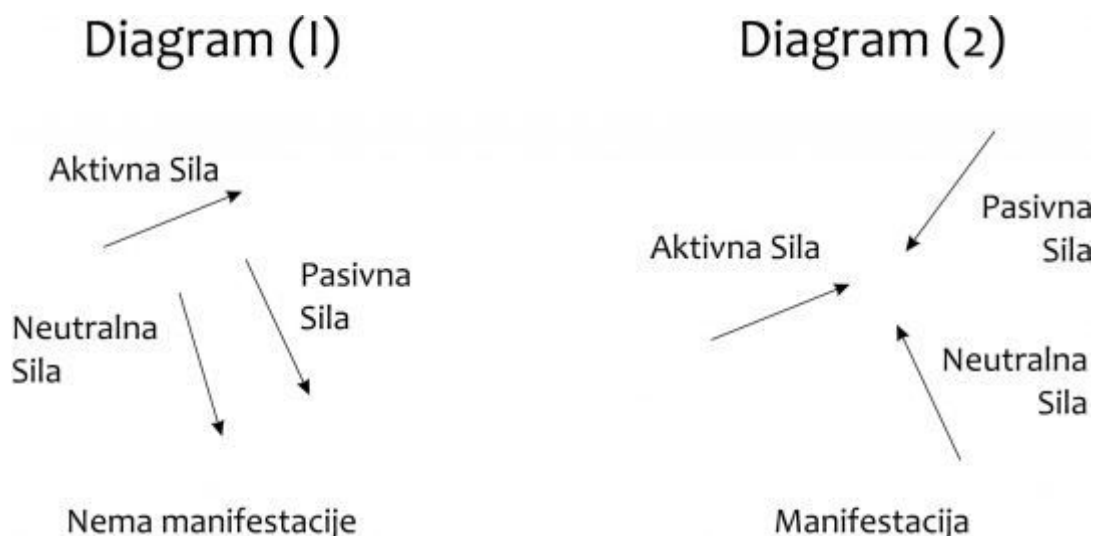 Diagram (1)
Aktivna Sila
Pasivna
Sila
Neutralna
Sila
Nema manifestacije
Diagram (2)
Pasivna
Sila
Aktivna Sila
Neutralna
Sila
Manifestacija